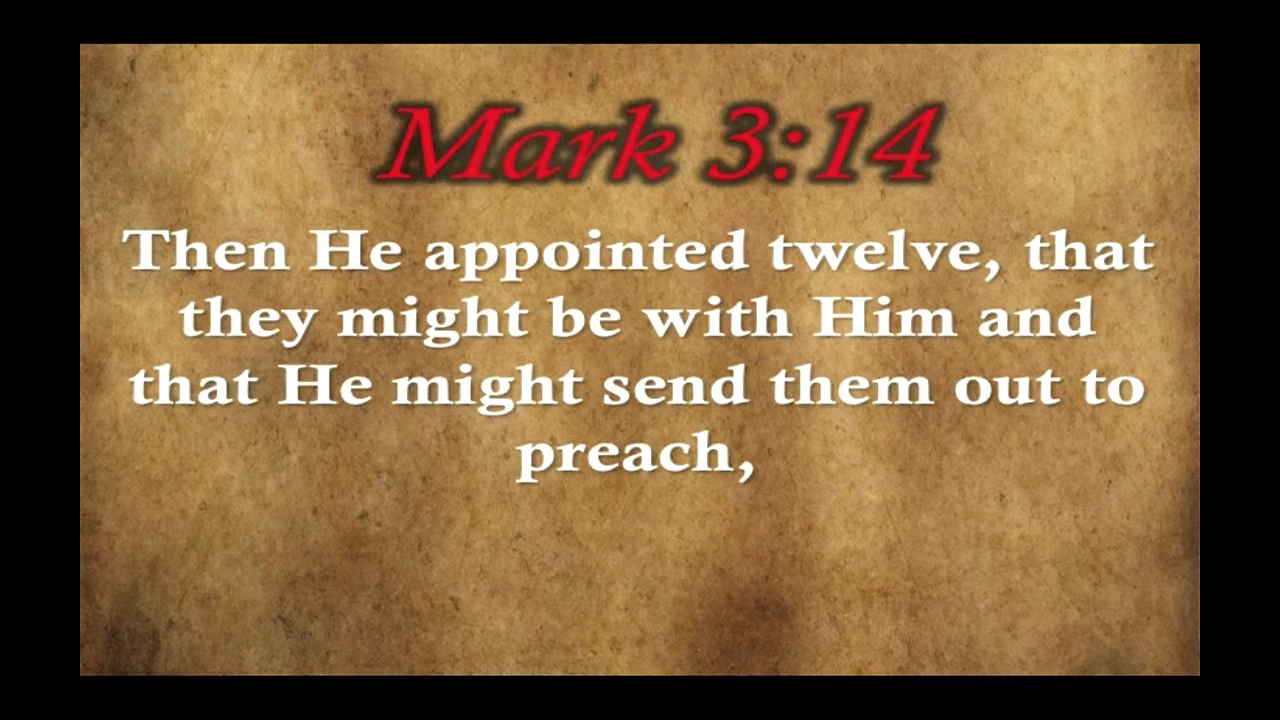 Mark 3:14
Then He appointed twelve, that
they might be with Him and
that He might send them out to
preach,